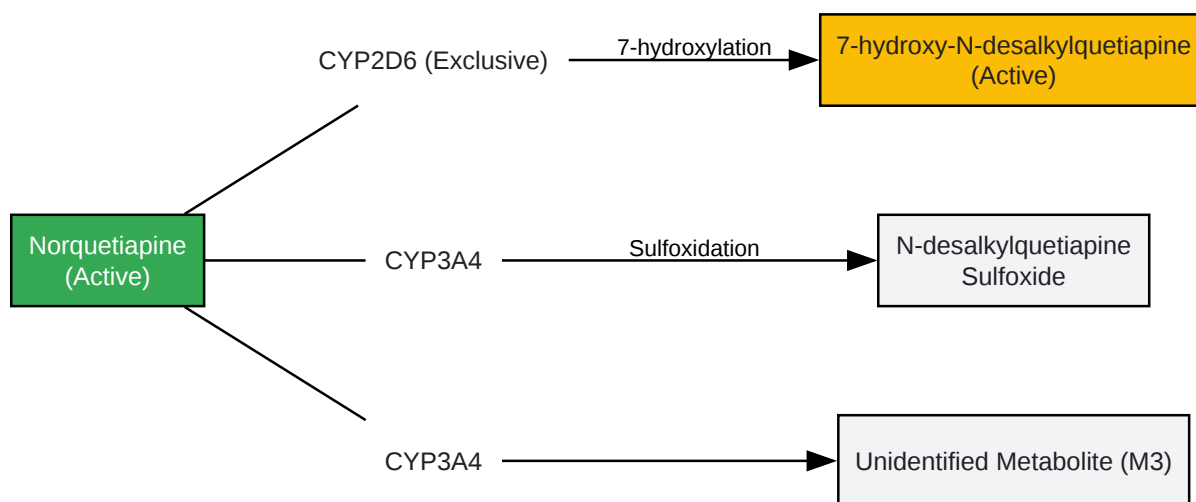 CYP2D6 (Exclusive)
7-hydroxylation
7-hydroxy-N-desalkylquetiapine
(Active)
Norquetiapine
(Active)
CYP3A4
Sulfoxidation
N-desalkylquetiapine
Sulfoxide
CYP3A4
Unidentified Metabolite (M3)